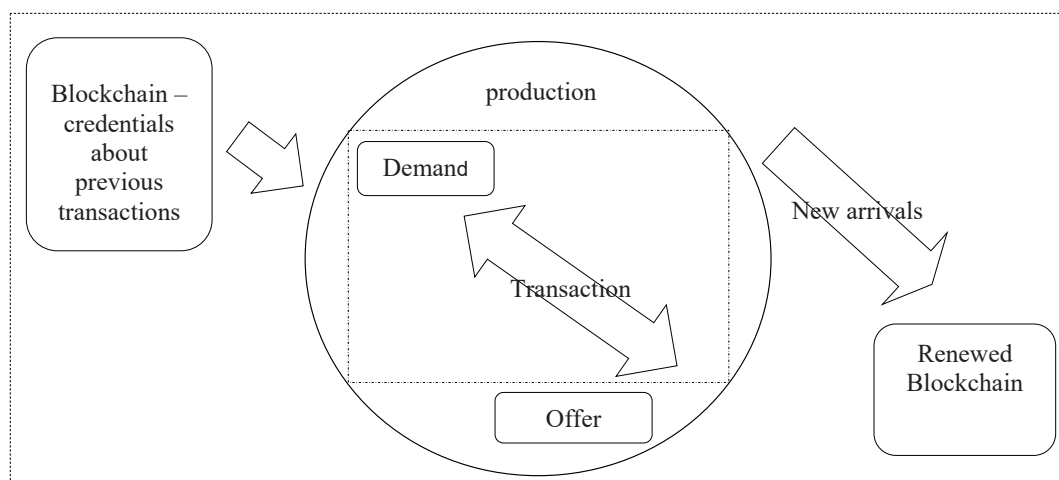 Blockchain –
credentials
about
previous
transactions
production
Demand
Transaction
Offer
New arrivals
Renewed
Blockchain